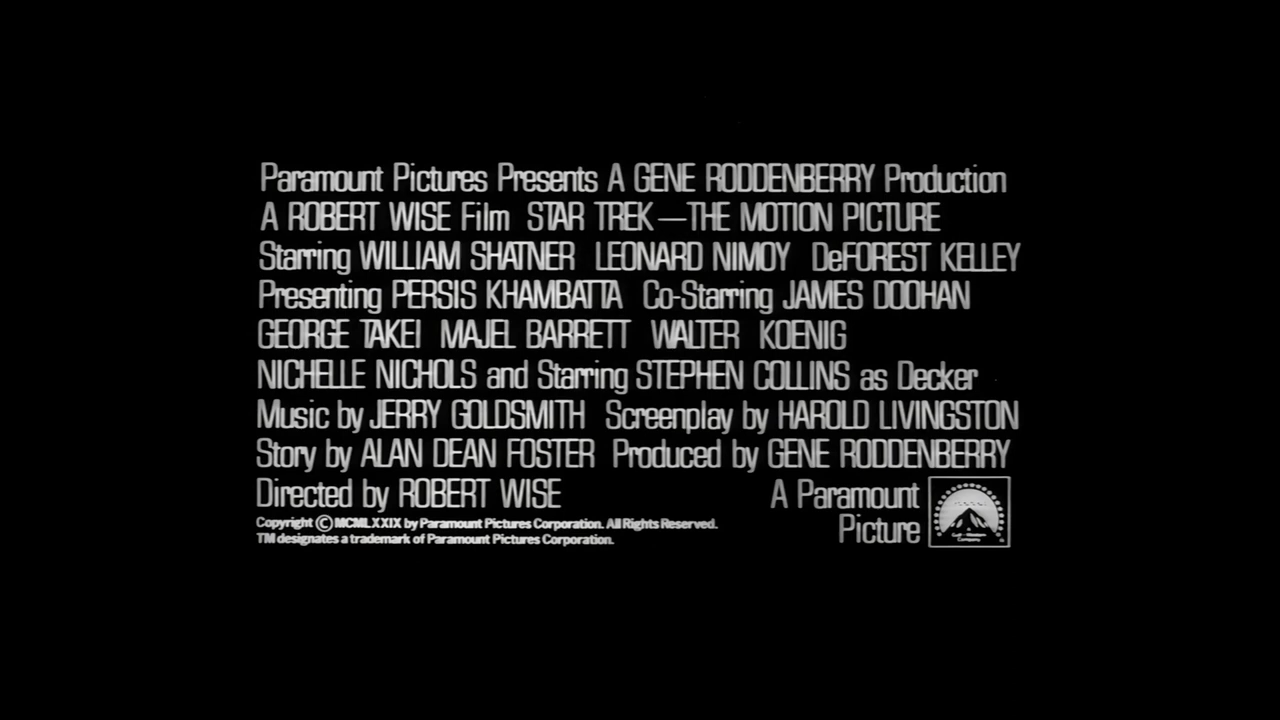 Paramount Pictures Presents A GENE RODDENBERRY Production
A ROBERT WISE Film STAR TREK—THE MOTION PICTURE
Starring WILLIAM SHATNER LEONARD NIMOY DeFOREST KELLEY
Presenting PERSIS KHAMBATTA Co-Starring JAMES DOOHAN
GEORGE TAKEI MAJEL BARRETT WALTER KOENIG
NICHELLE NICHOLS and Starring STEPHEN COLLINS as Decker
Music by JERRY GOLDSMITH Screenplay by HAROLD LIVINGSTON
Story by ALAN DEAN FOSTER Produced by GENE RODDENBERRY
Directed by ROBERT WISE
A Paramount
Picture
Copyright © MCMLXXIX by Paramount Pictures Corporation. All Rights Reserved.
TM designates a trademark of Paramount Pictures Corporation.
Gulf + Western
Company